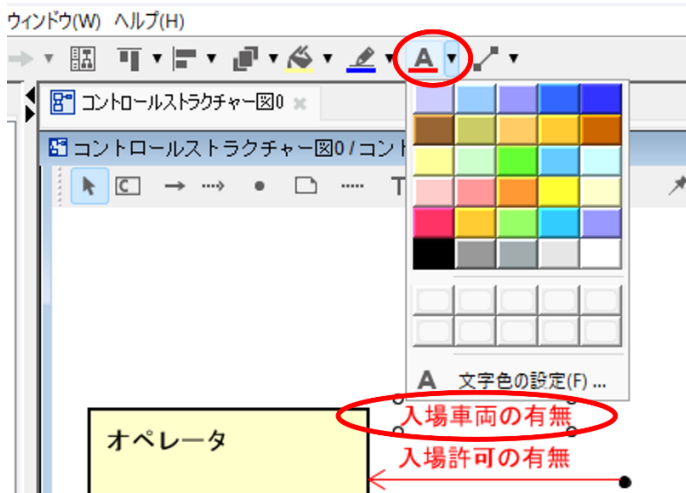 ウィンドウ(W) ヘルプ(H)
A
コントロールストラクチャー図0
コントロールストラクチャー図0 / コント
C
T
A 文字色の設定(F) ...
入場車両の有無
オペレータ
入場許可の有無